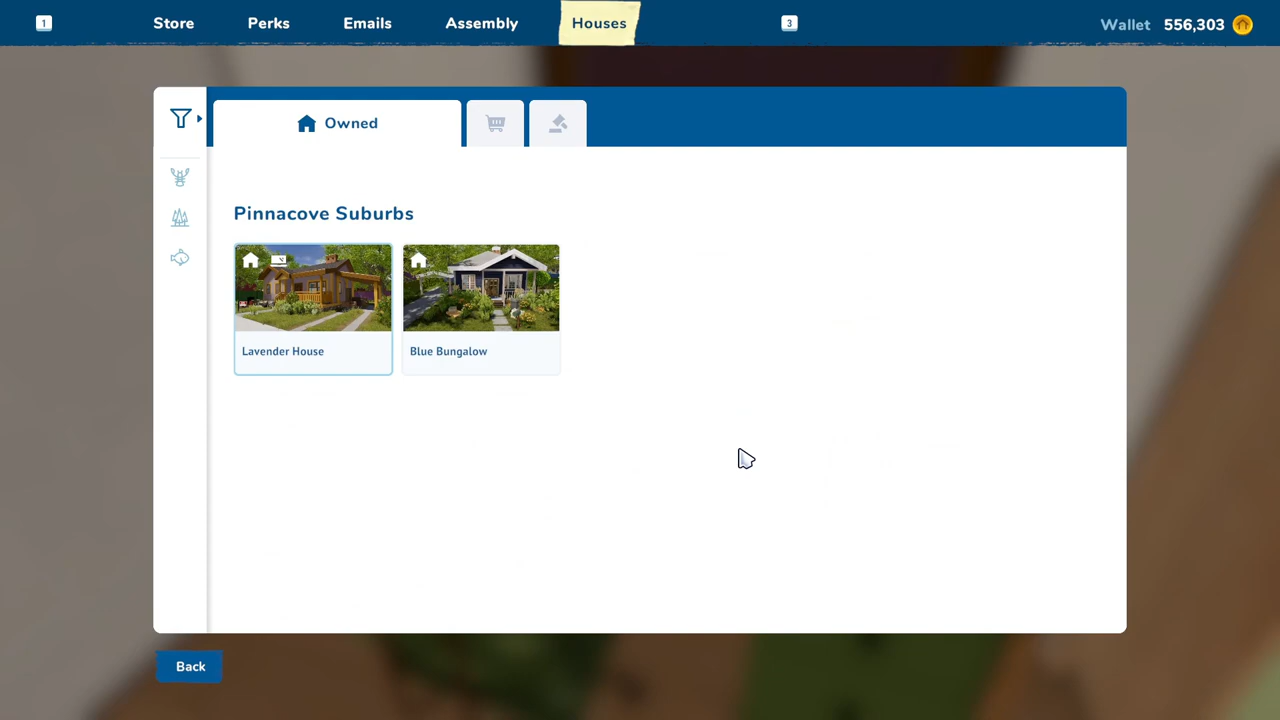 1 Store Perks Emails Assembly Houses 3 Wallet 556,303
Owned
Pinnacove Suburbs
Lavender House Blue Bungalow
Back